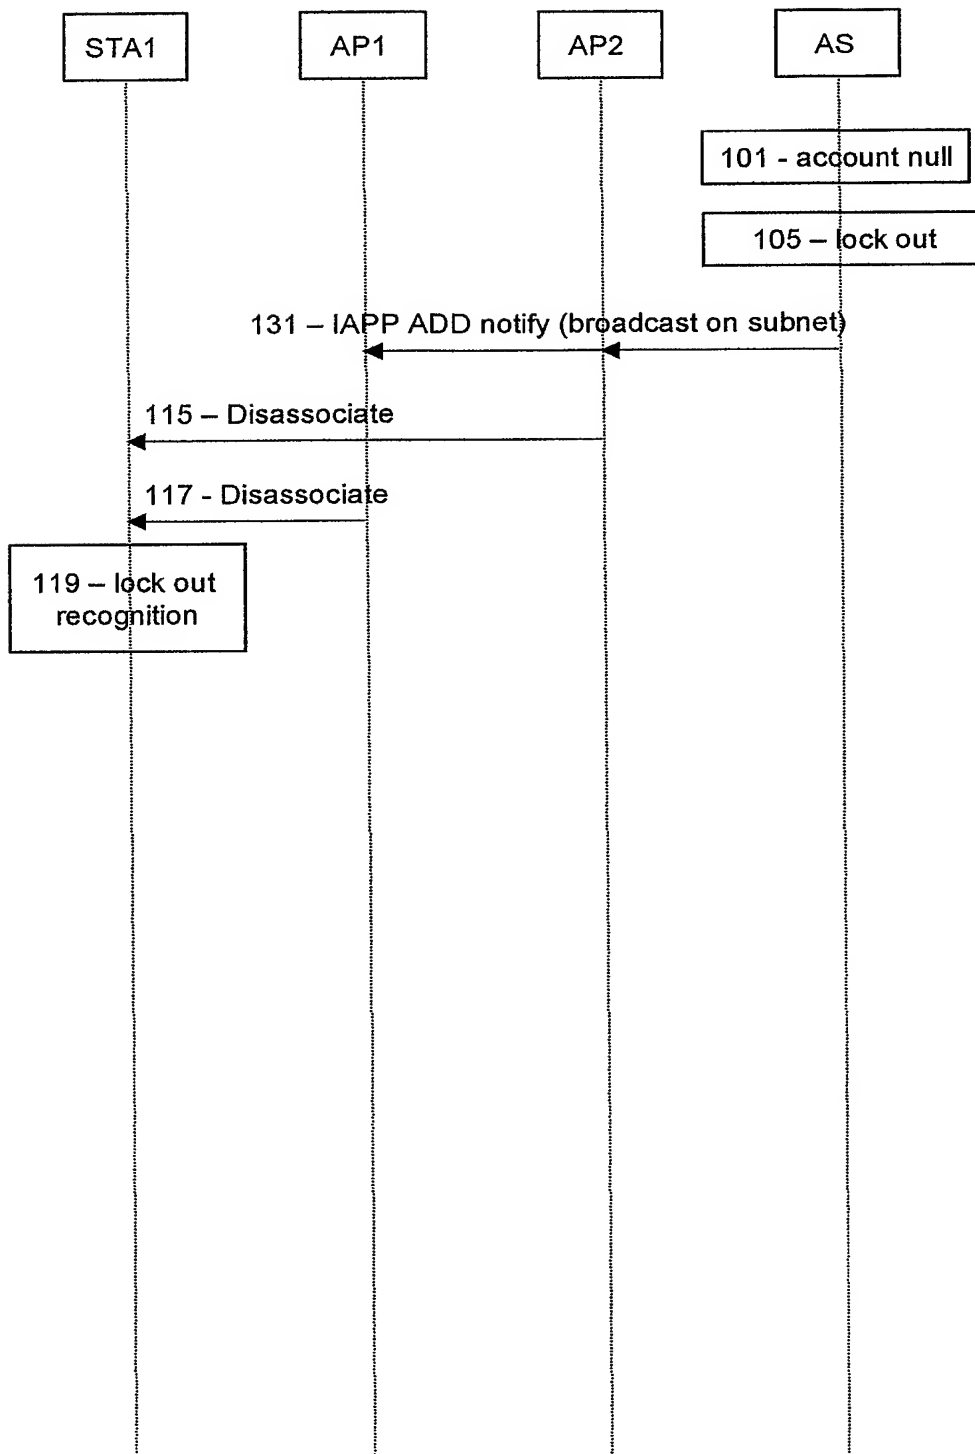 STA1
AP1
AP2
AS
101 - account null
105 – lock out
131 – IAPP ADD notify (broadcast on subnet)
115 – Disassociate
117 - Disassociate
119 – lock out
recognition